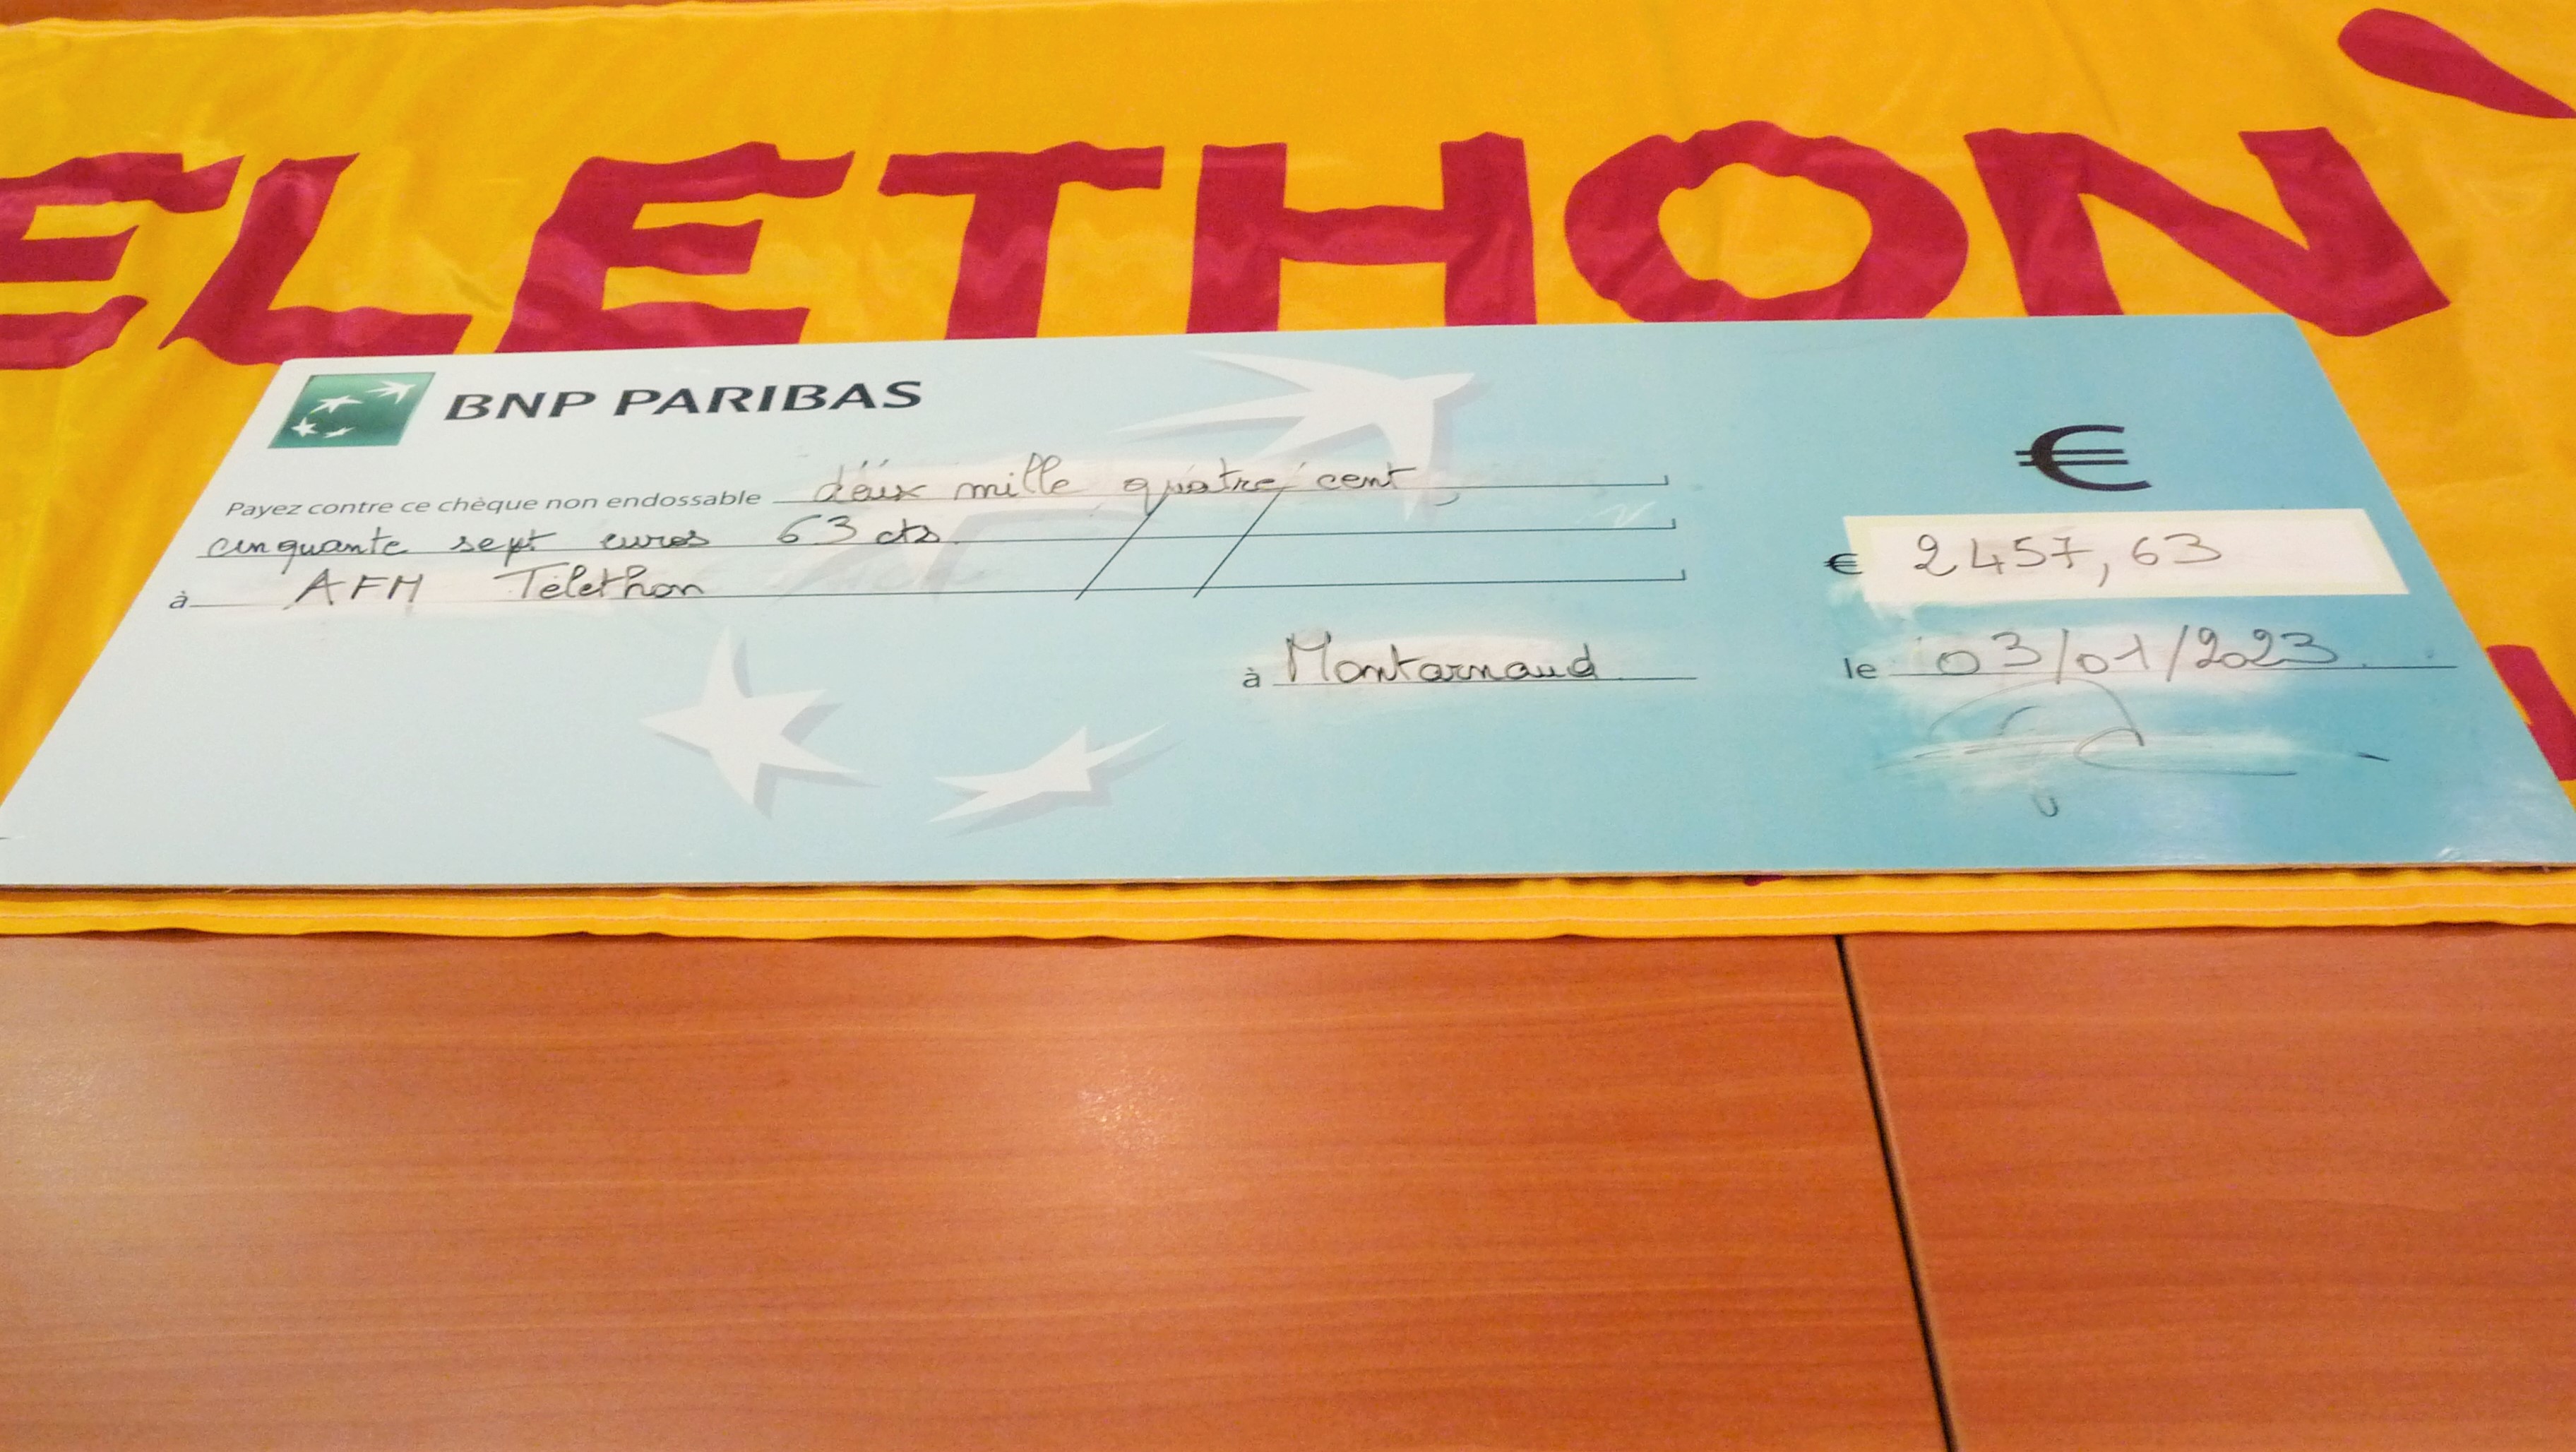 ELETHON
BNP PARIBAS
€
Payez contre ce chèque non endossable deux mille quatre cent,
cinquante sept euros 63 cts
à AFM Téléthon
€ 2457,63
à Montarnaud le 03/01/2023